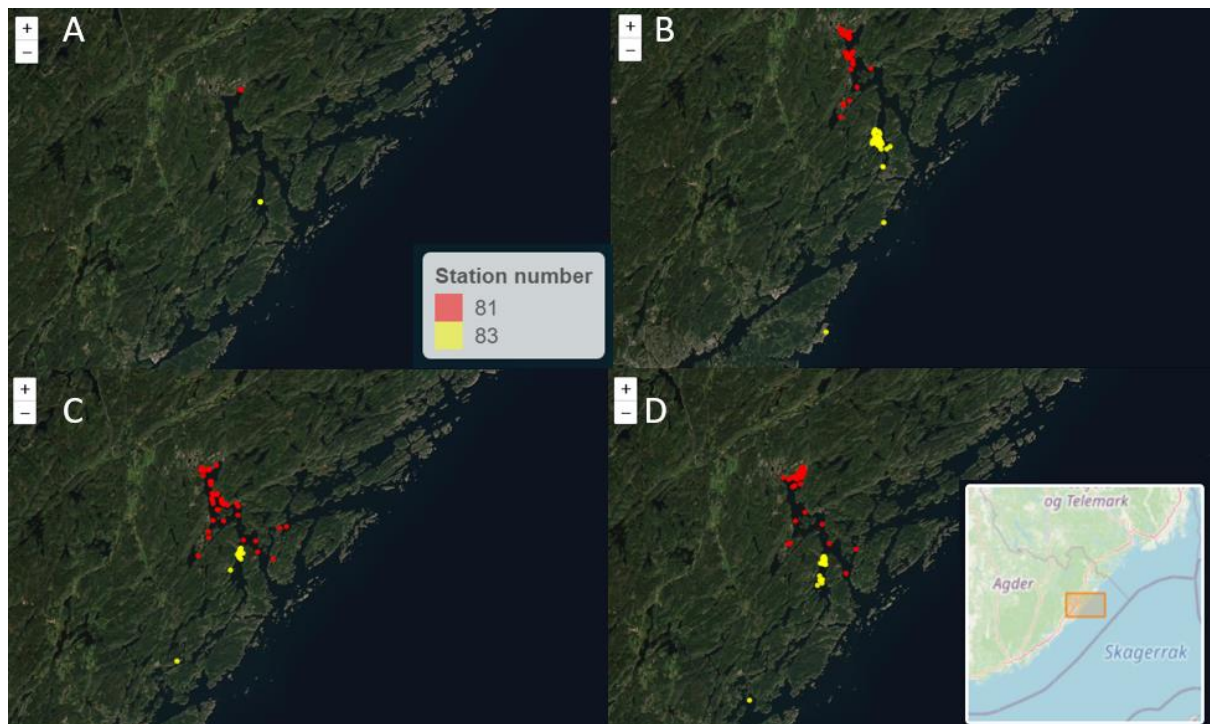 +
−
A
+
−
B
Station number
81
83
+
−
C
+
−
D
og Telemark
Agder
Skagerrak